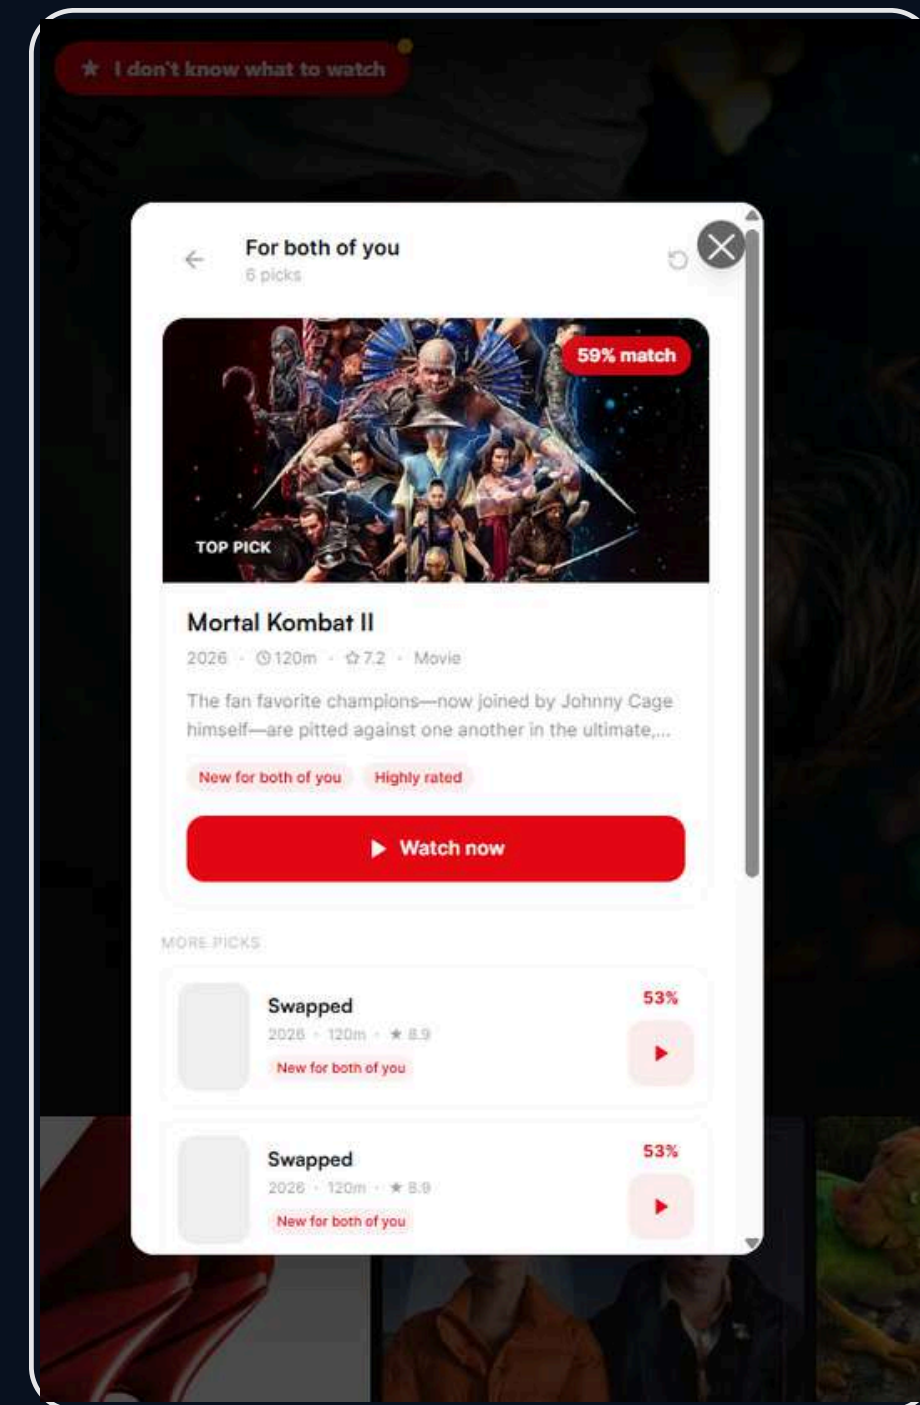 ★ I don't know what to watch
For both of you
6 picks
59% match
TOP PICK
Mortal Kombat II
2026 · 120m · ☆ 7.2 · Movie
The fan favorite champions—now joined by Johnny Cage
himself—are pitted against one another in the ultimate,...
New for both of you Highly rated
▶ Watch now
MORE PICKS
Swapped
53%
2026 · 120m · ★ 8.9
New for both of you
Swapped
53%
2026 · 120m · ★ 8.9
New for both of you